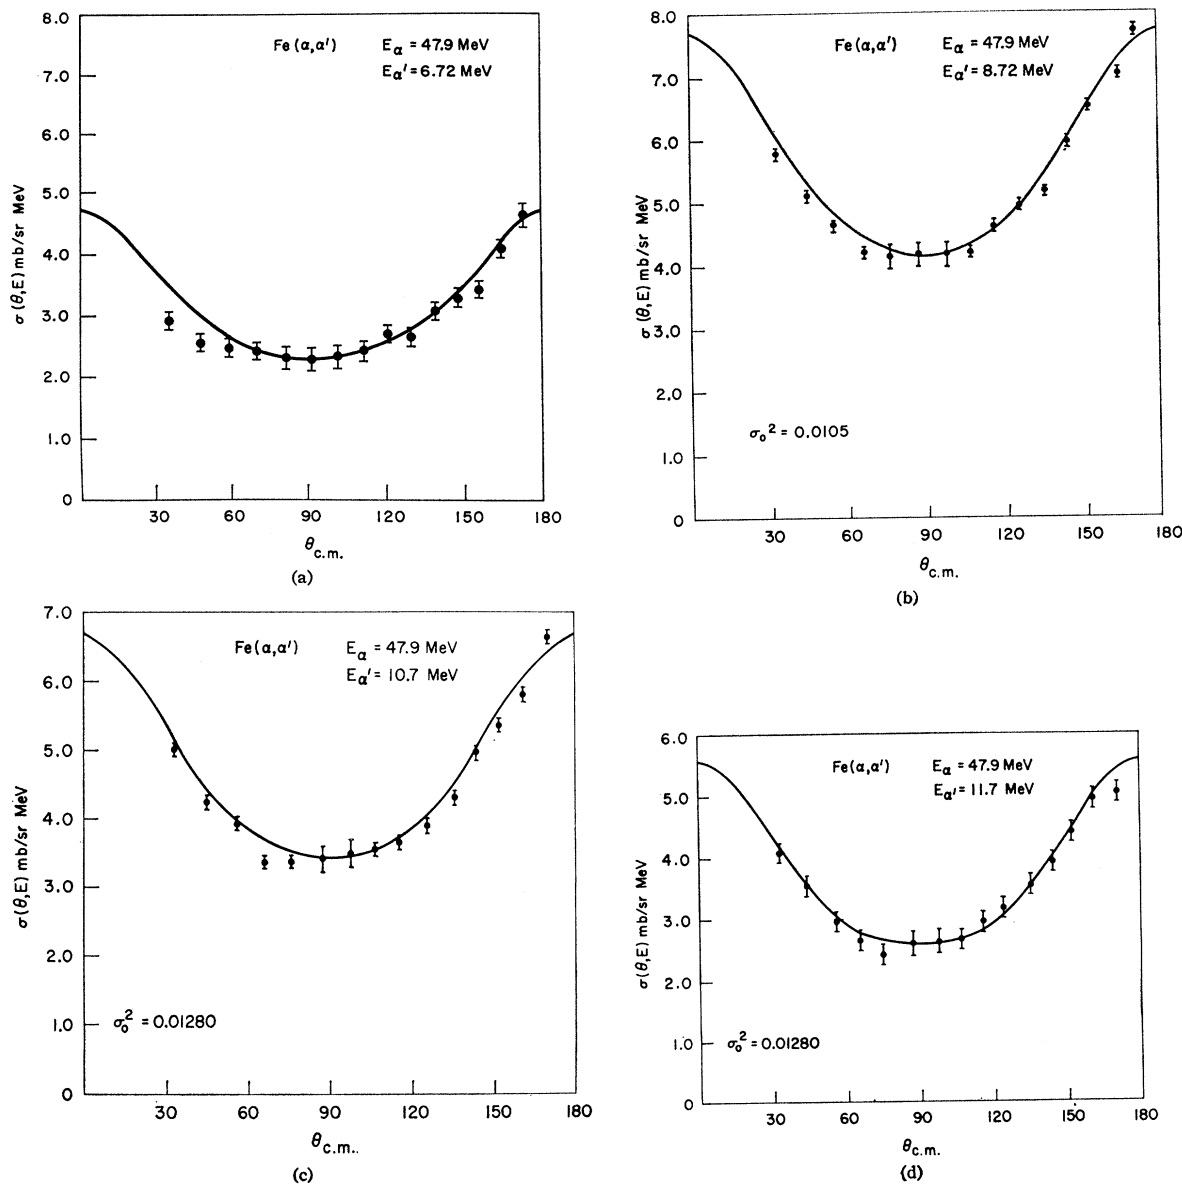 8.0
7.0
6.0
5.0
4.0
3.0
2.0
1.0
0
σ (θ,E) mb/sr MeV
Fe(α,α') Eα = 47.9 MeV
Eα' = 6.72 MeV
30 60 90 120 150 180
θc.m.
(a)
8.0
7.0
6.0
5.0
4.0
3.0
2.0
1.0
0
σ (θ,E) mb/sr MeV
Fe(α,α') Eα = 47.9 MeV
Eα' = 8.72 MeV
σ₀² = 0.0105
30 60 90 120 150 180
θc.m.
(b)
7.0
6.0
5.0
4.0
3.0
2.0
1.0
0
σ(θ,E) mb/sr MeV
Fe(α,α') Eα = 47.9 MeV
Eα' = 10.7 MeV
σ₀² = 0.01280
30 60 90 120 150 180
θc.m..
(c)
6.0
5.0
4.0
3.0
2.0
1.0
0
σ(θ,E) mb/sr MeV
Fe(α,α') Eα = 47.9 MeV
Eα' = 11.7 MeV
σ₀² = 0.01280
30 60 90 120 150 180
θc.m.
(d)